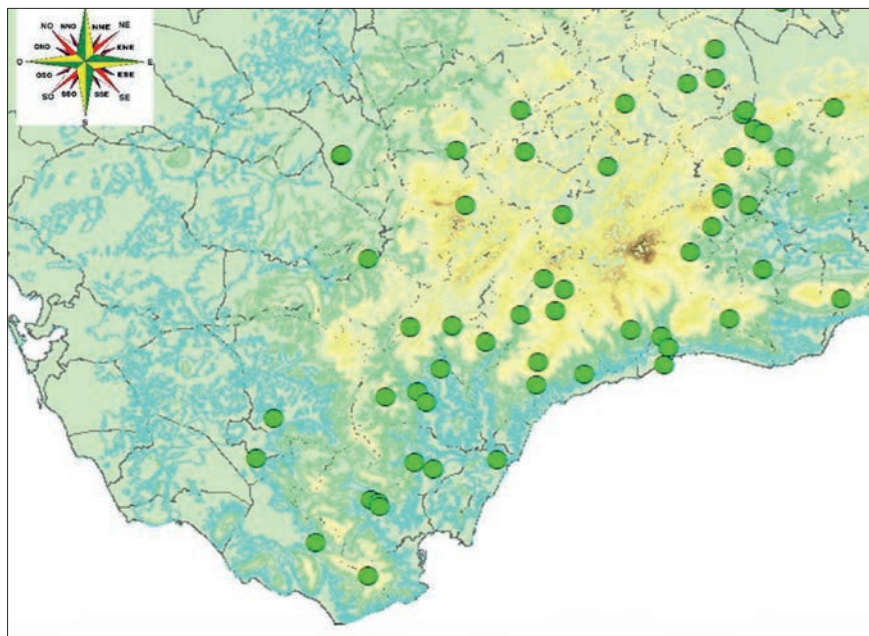 NO NNO NNE NE
ONO ENE
O E
OSO ESE
SO SSO SSE SE
S